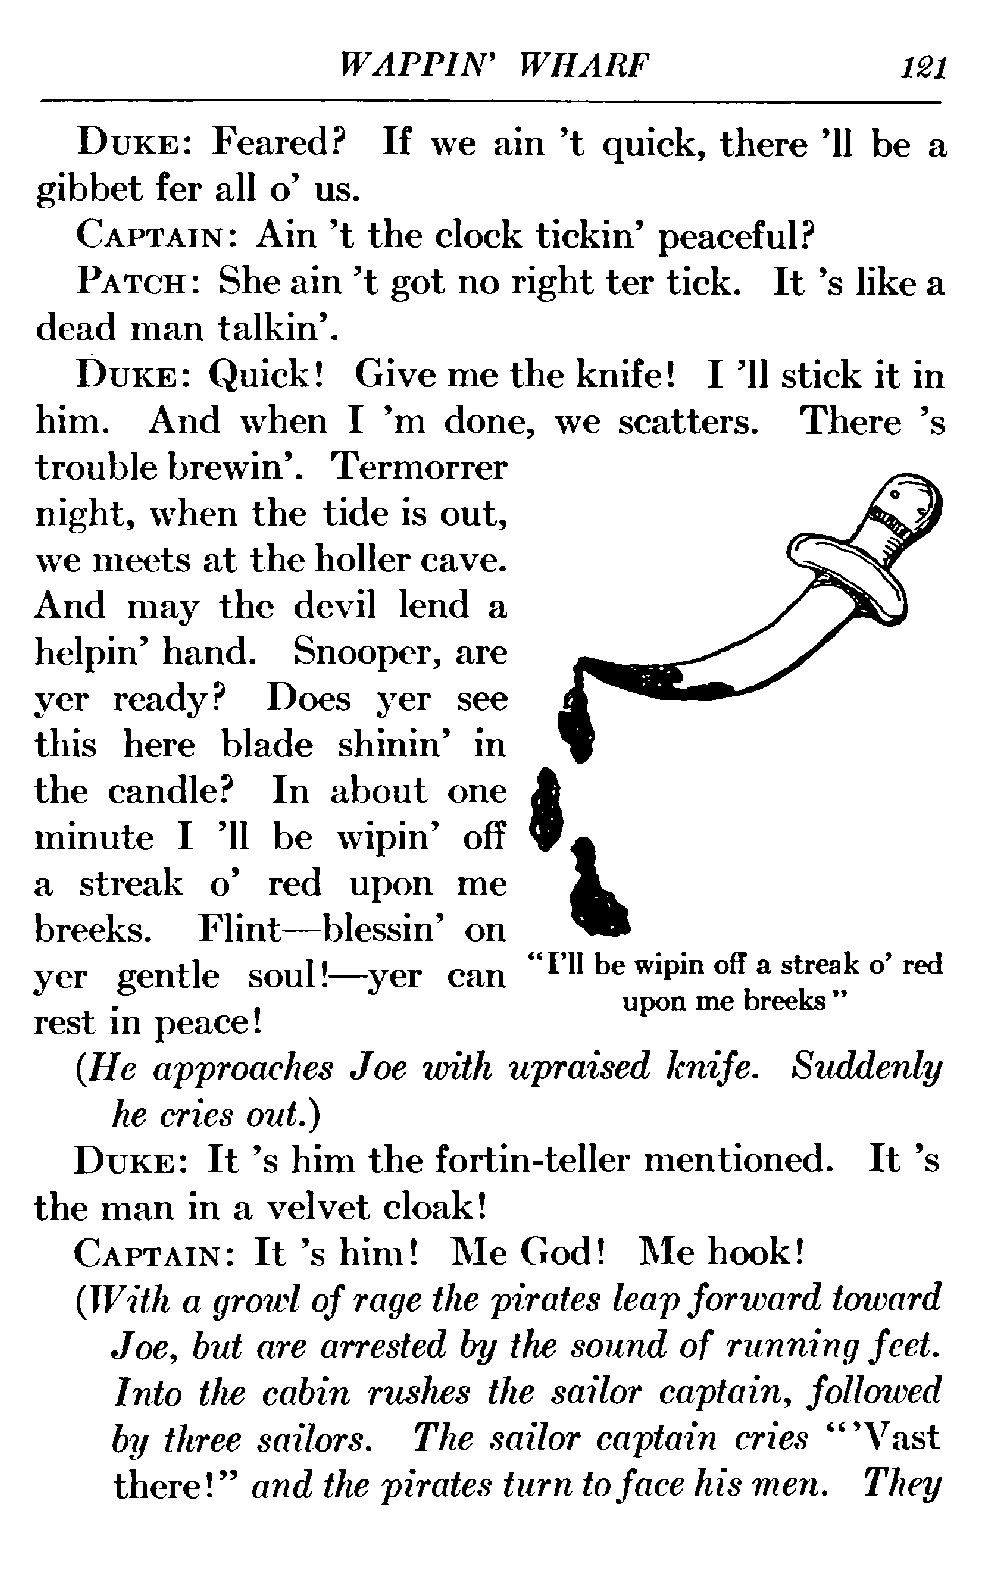 WAPPIN' WHARF 121
DUKE: Feared? If we ain 't quick, there 'll be a
gibbet fer all o' us.
CAPTAIN: Ain 't the clock tickin' peaceful?
PATCH: She ain 't got no right ter tick. It 's like a
dead man talkin'.
DUKE: Quick! Give me the knife! I 'll stick it in
him. And when I 'm done, we scatters. There 's
trouble brewin'. Termorrer
night, when the tide is out,
we meets at the holler cave.
And may the devil lend a
helpin' hand. Snooper, are
yer ready? Does yer see
this here blade shinin' in
the candle? In about one
minute I 'll be wipin' off
a streak o' red upon me
breeks. Flint—blessin' on
yer gentle soul!—yer can
rest in peace!
"I'll be wipin off a streak o' red
upon me breeks"
(He approaches Joe with upraised knife. Suddenly
he cries out.)
DUKE: It 's him the fortin-teller mentioned. It 's
the man in a velvet cloak!
CAPTAIN: It 's him! Me God! Me hook!
(With a growl of rage the pirates leap forward toward
Joe, but are arrested by the sound of running feet.
Into the cabin rushes the sailor captain, followed
by three sailors. The sailor captain cries "'Vast
there!" and the pirates turn to face his men. They